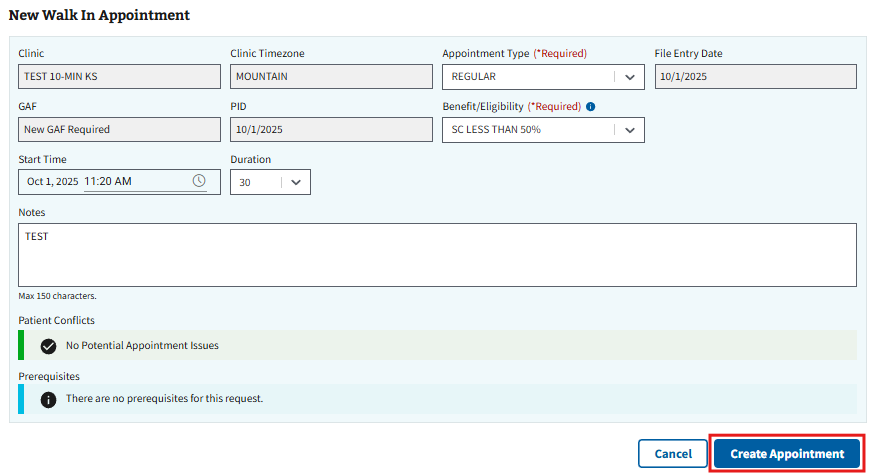 New Walk In Appointment
Clinic Clinic Timezone Appointment Type (*Required) File Entry Date
TEST 10-MIN KS MOUNTAIN REGULAR 10/1/2025
GAF PID Benefit/Eligibility (*Required)
New GAF Required 10/1/2025 SC LESS THAN 50%
Start Time Duration
Oct 1, 2025 11:20 AM 30
Notes
TEST
Max 150 characters.
Patient Conflicts
No Potential Appointment Issues
Prerequisites
There are no prerequisites for this request.
Cancel Create Appointment